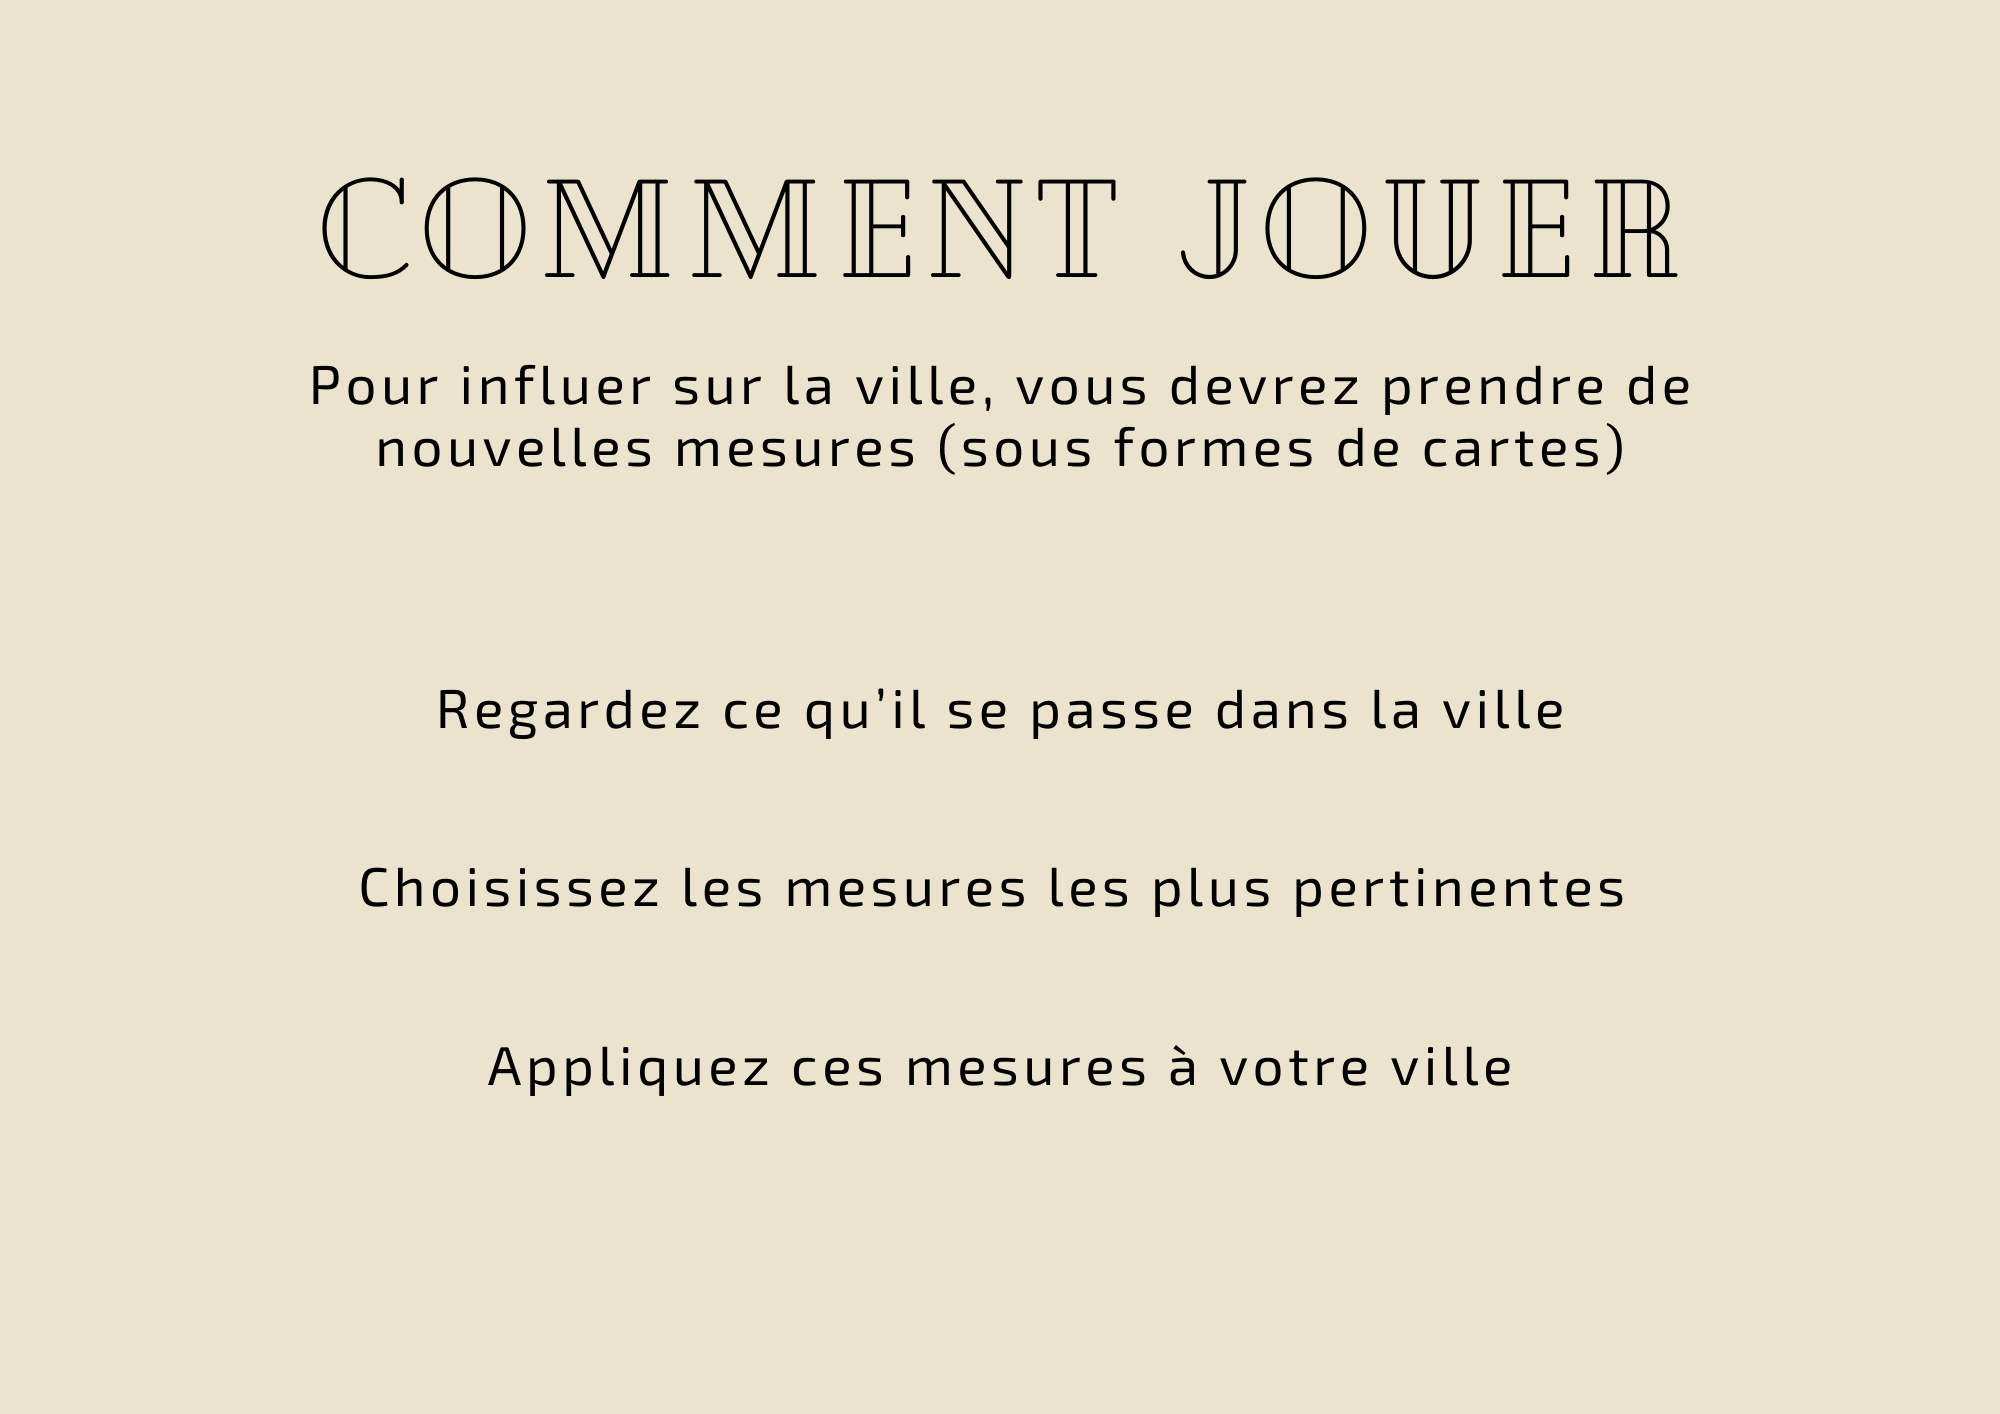 COMMENT JOUER
Pour influer sur la ville, vous devrez prendre de
nouvelles mesures (sous formes de cartes)
Regardez ce qu'il se passe dans la ville
Choisissez les mesures les plus pertinentes
Appliquez ces mesures à votre ville